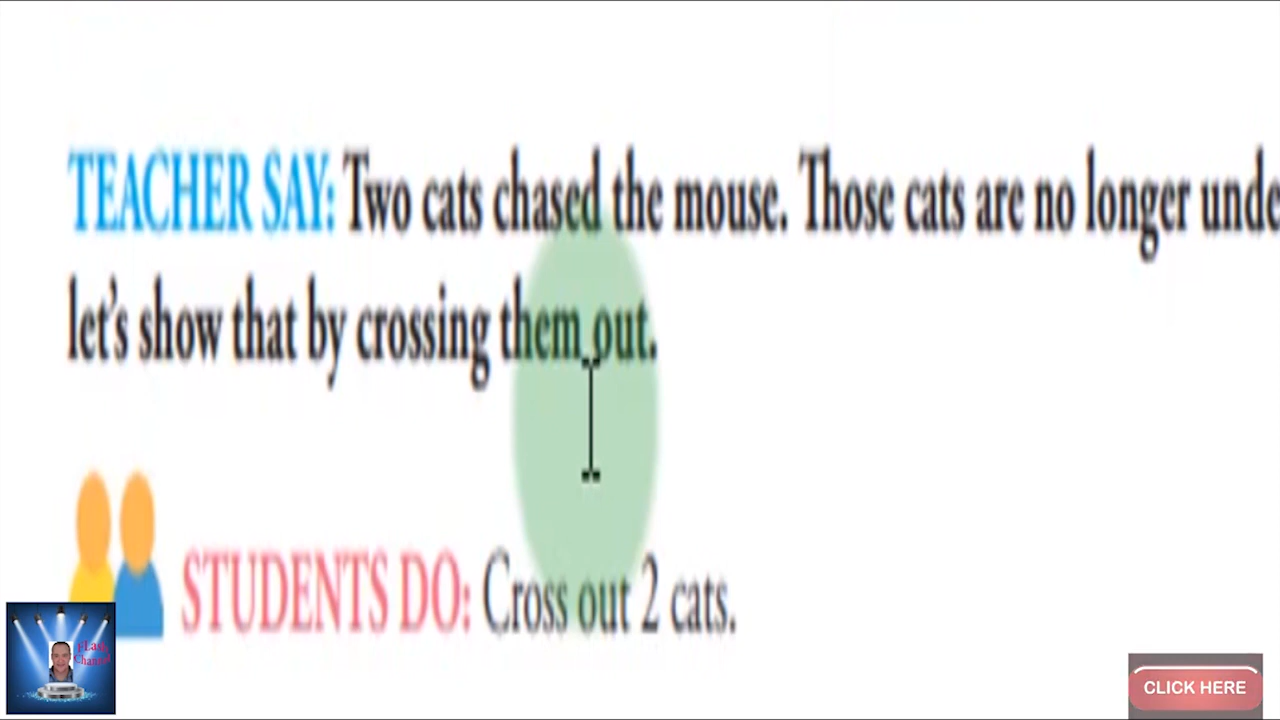 TEACHER SAY: Two cats chased the mouse. Those cats are no longer unde
let's show that by crossing them out.
STUDENTS DO: Cross out 2 cats.
CLICK HERE